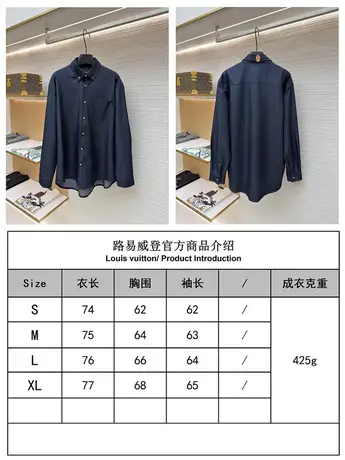 路易威登官方商品介绍
Louis vuitton/ Product Introduction
Size 衣长 胸围 袖长 / 成衣克重
S 74 62 62 /
M 75 64 63 /
L 76 66 64 / 425g
XL 77 68 65 /